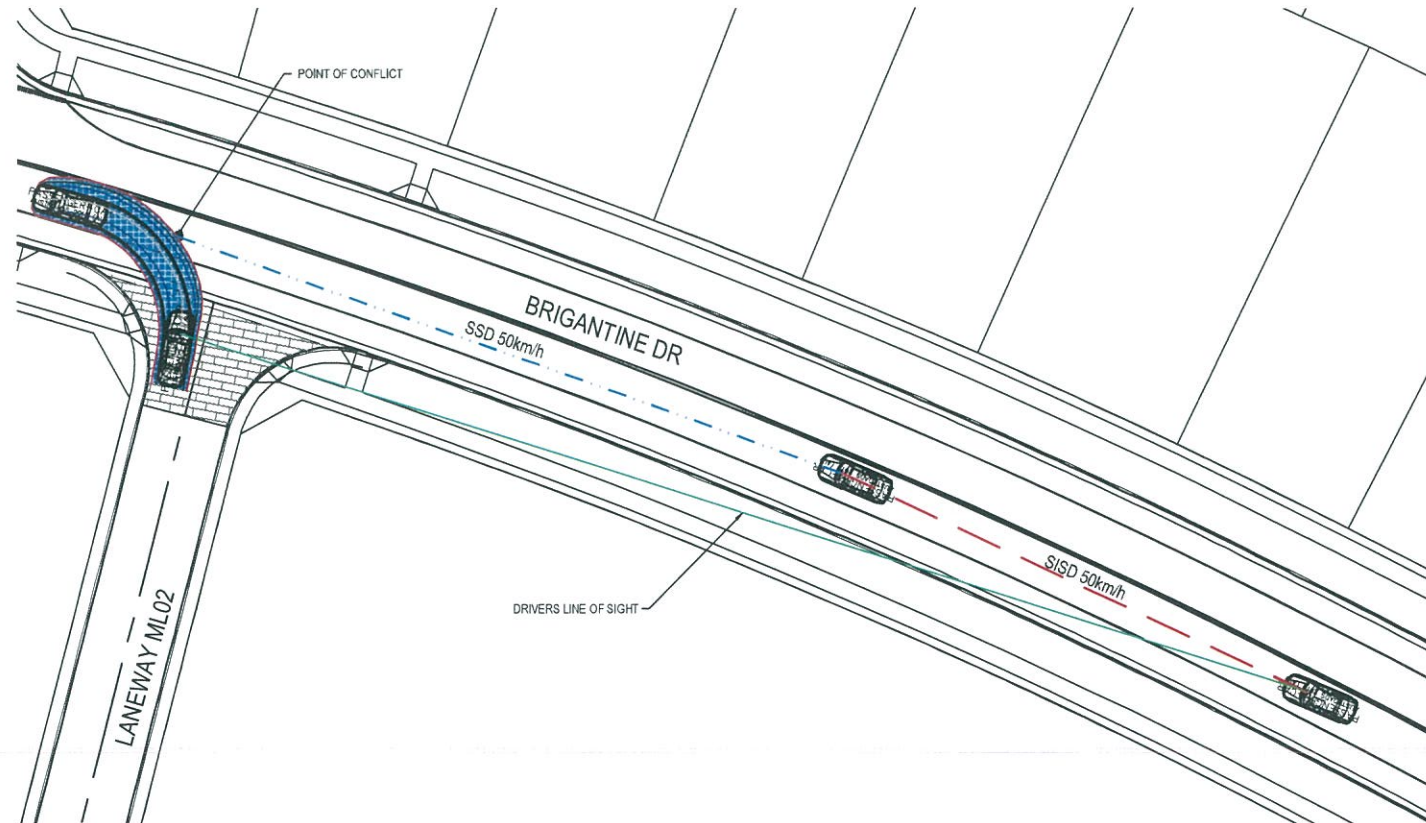 POINT OF CONFLICT
BRIGANTINE DR
SSD 50km/h
SISD 50km/h
DRIVERS LINE OF SIGHT
LANEWAY ML02